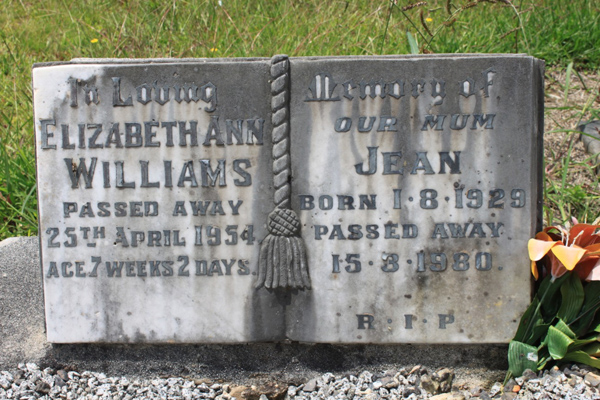 In Loving
ELIZABETH ANN
WILLIAMS
PASSED AWAY
25TH APRIL 1954
AGE 7 WEEKS 2 DAYS.
Memory of
OUR MUM
JEAN
BORN 1·8·1929
PASSED AWAY
15·3·1980.
R·I·P